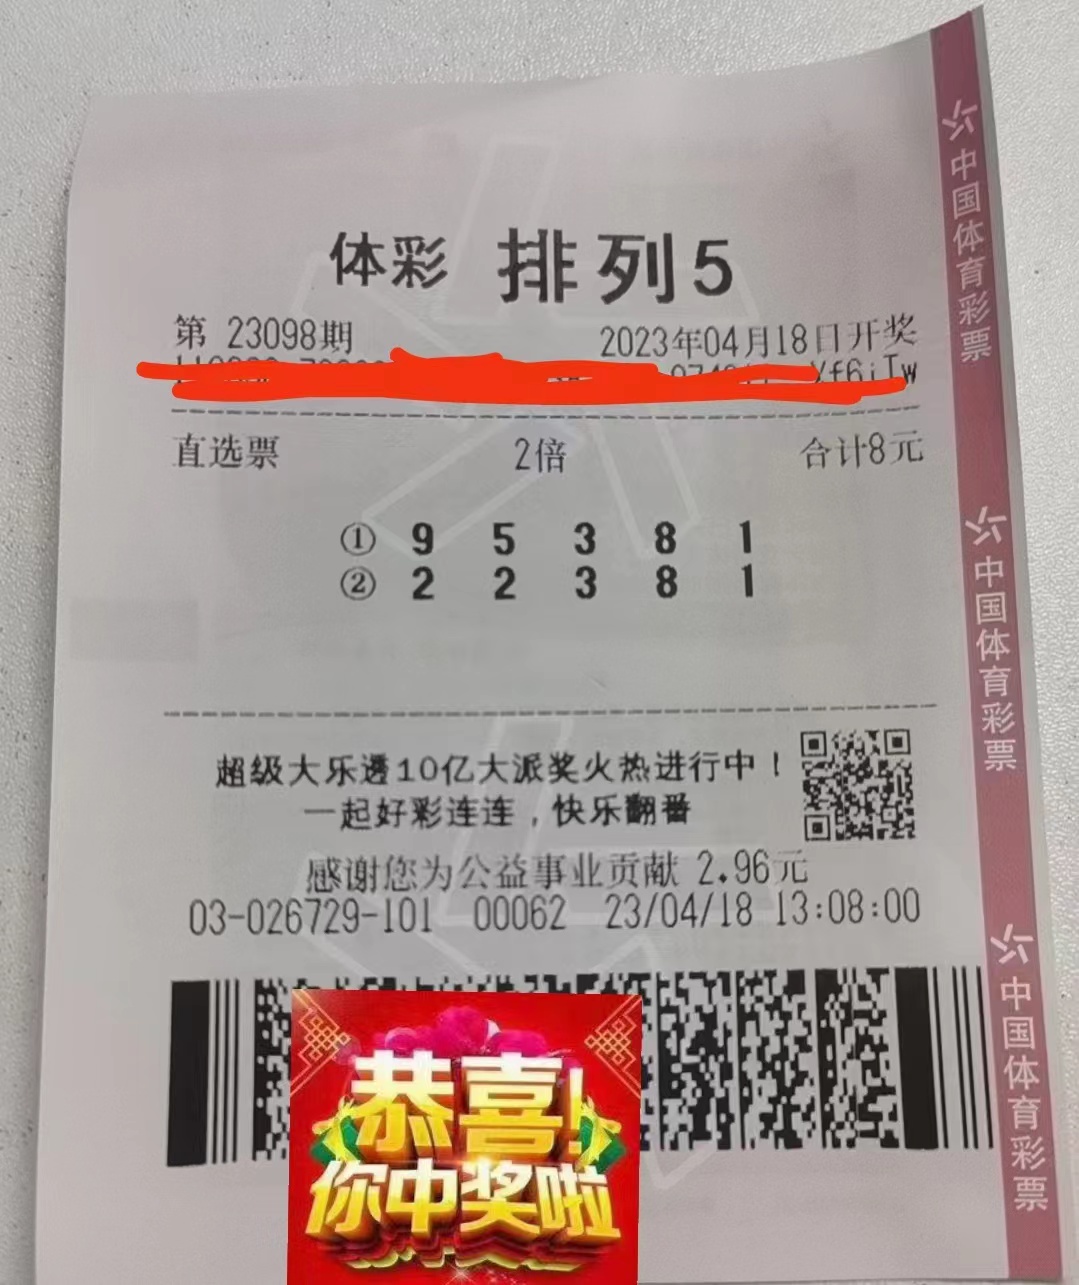 体彩 排列5
第 23098期 2023年04月18日开奖
Xf6iTw
直选票 2倍 合计8元
① 9 5 3 8 1
② 2 2 3 8 1
超级大乐透10亿大派奖火热进行中！
一起好彩连连，快乐翻番
感谢您为公益事业贡献 2.96元
03-026729-101 00062 23/04/18 13:08:00
恭喜!
你中奖啦
中国体育彩票
中国体育彩票
中国体育彩票